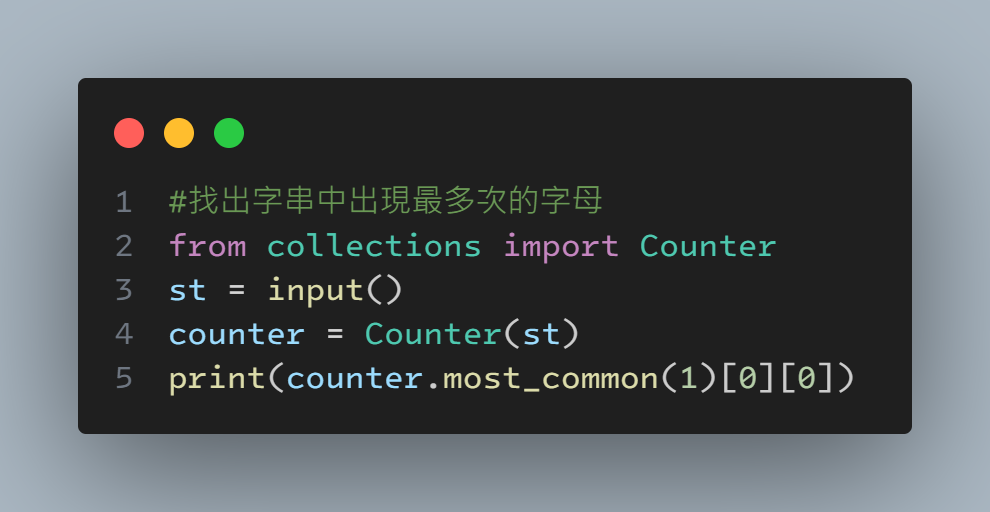 1 #找出字串中出現最多次的字母
2 from collections import Counter
3 st = input()
4 counter = Counter(st)
5 print(counter.most_common(1)[0][0])